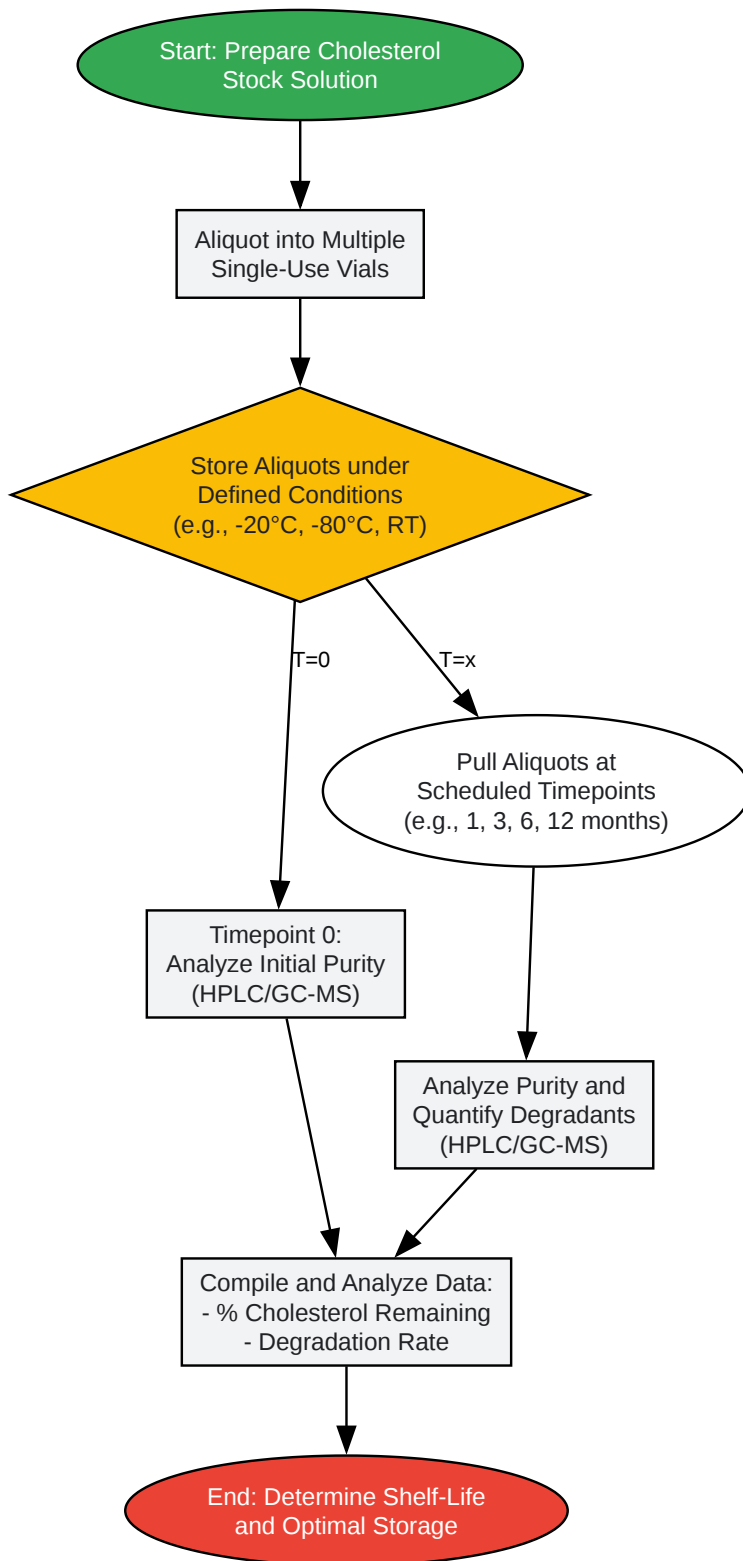 Start: Prepare Cholesterol
Stock Solution
Aliquot into Multiple
Single-Use Vials
Store Aliquots under
Defined Conditions
(e.g., -20°C, -80°C, RT)
T=0
T=x
Pull Aliquots at
Scheduled Timepoints
(e.g., 1, 3, 6, 12 months)
Timepoint 0:
Analyze Initial Purity
(HPLC/GC-MS)
Analyze Purity and
Quantify Degradants
(HPLC/GC-MS)
Compile and Analyze Data:
- % Cholesterol Remaining
- Degradation Rate
End: Determine Shelf-Life
and Optimal Storage